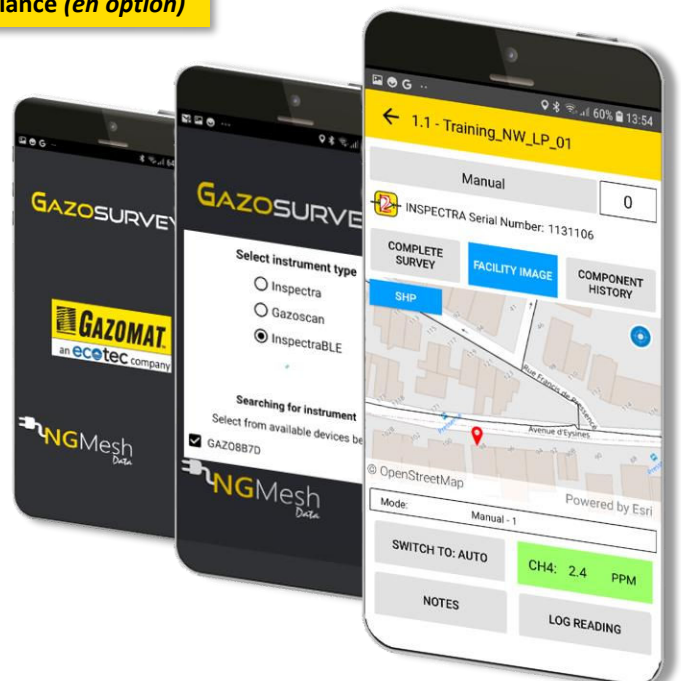 (en option)
GAZOSURVEY
GAZOMAT
an ecotec company
NGMesh
Data
GAZOSURVE
Select instrument type
Inspectra
Gazoscan
InspectraBLE
Searching for instrument
Select from available devices be
GAZO8B7D
NGMesh
Data
60% 13:54
1.1 - Training_NW_LP_01
Manual
0
INSPECTRA Serial Number: 1131106
COMPLETE
SURVEY
FACILITY IMAGE
COMPONENT
HISTORY
SHP
Rue Francis de Pressensé
Avenue d'Eysines
© OpenStreetMap
Powered by Esri
Mode:
Manual - 1
SWITCH TO: AUTO
CH4: 2.4 PPM
NOTES
LOG READING